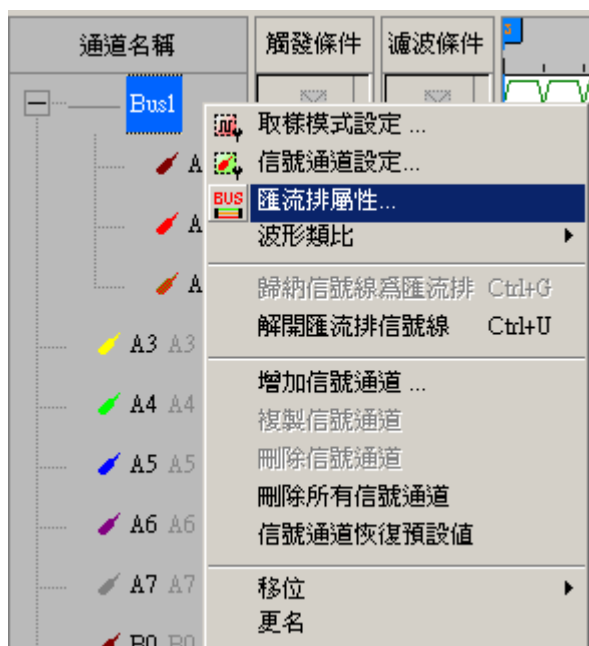 通道名稱 觸發條件 濾波條件
Bus1
取樣模式設定 ...
A 信號通道設定...
BUS 匯流排屬性...
A 波形類比
A 歸納信號線爲匯流排 Ctrl+G
解開匯流排信號線 Ctrl+U
A3 A3
增加信號通道 ...
A4 A4 複製信號通道
A5 A5 刪除信號通道
刪除所有信號通道
A6 A6 信號通道恢復預設值
A7 A7 移位
更名
B0 B0